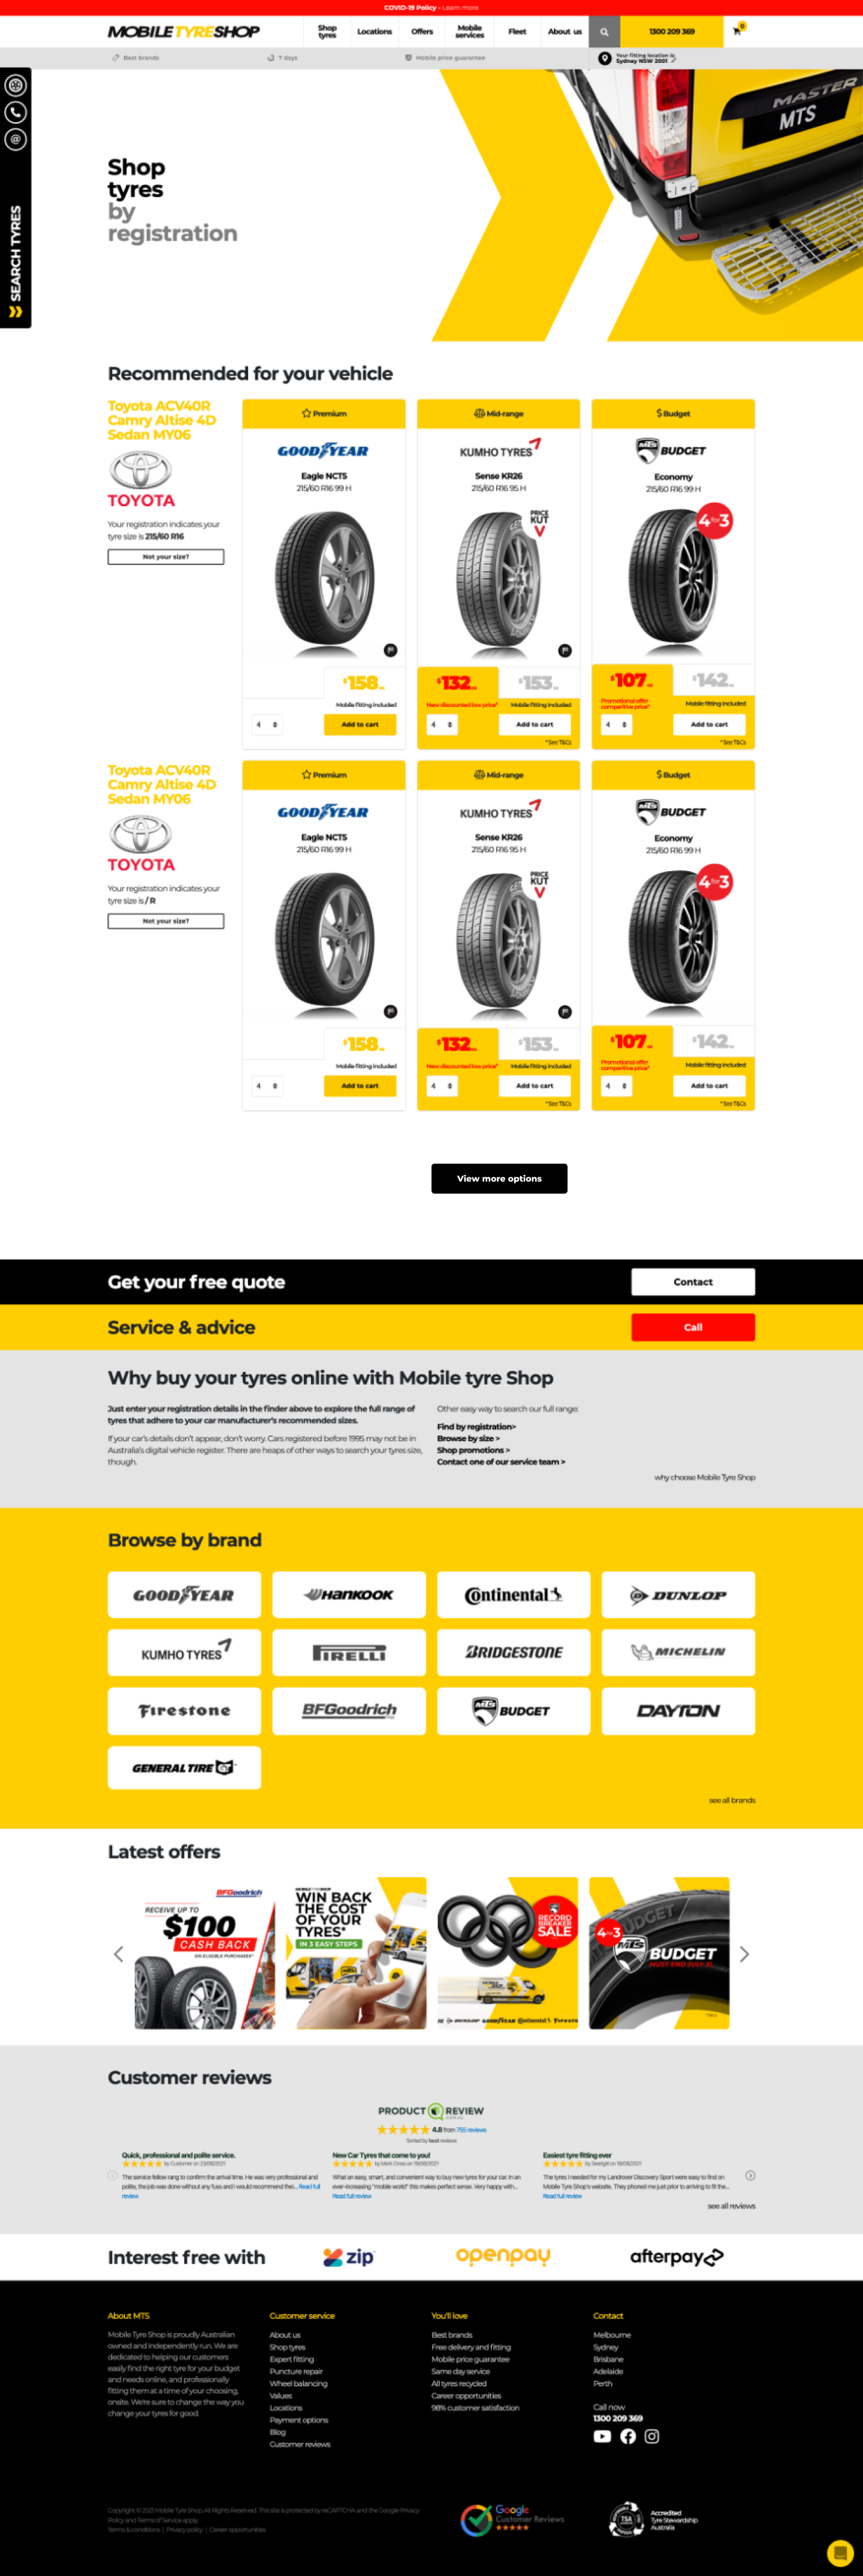 COVID-19 Policy - Learn more
MOBILETYRESHOP
Shop tyres
Locations
Offers
Mobile services
Fleet
About us
1300 209 369
0
Best brands
7 days
Mobile price guarantee
Your fitting location is:
Sydney NSW 2001
SEARCH TYRES
MASTER
MTS
Shop
tyres
by
registration
Recommended for your vehicle
Toyota ACV40R
Camry Altise 4D
Sedan MY06
TOYOTA
Your registration indicates your
tyre size is 215/60 R16
Not your size?
Premium
GOODYEAR
Eagle NCT5
215/60 R16 99 H
$158
Mobile fitting included
4
Add to cart
Mid-range
KUMHO TYRES
Sense KR26
215/60 R16 95 H
PRICE
KUT
$132
$153
New discounted low price*
Mobile fitting included
4
Add to cart
*See T&Cs
$ Budget
MTS BUDGET
Economy
215/60 R16 99 H
4 for 3
$107
$142
Promotional offer
competitive price*
Mobile fitting included
4
Add to cart
*See T&Cs
Toyota ACV40R
Camry Altise 4D
Sedan MY06
TOYOTA
Your registration indicates your
tyre size is / R
Not your size?
Premium
GOODYEAR
Eagle NCT5
215/60 R16 99 H
$158
Mobile fitting included
4
Add to cart
Mid-range
KUMHO TYRES
Sense KR26
215/60 R16 95 H
PRICE
KUT
$132
$153
New discounted low price*
Mobile fitting included
4
Add to cart
*See T&Cs
$ Budget
MTS BUDGET
Economy
215/60 R16 99 H
4 for 3
$107
$142
Promotional offer
competitive price*
Mobile fitting included
4
Add to cart
*See T&Cs
View more options
Get your free quote
Contact
Service & advice
Call
Why buy your tyres online with Mobile tyre Shop
Just enter your registration details in the finder above to explore the full range of
tyres that adhere to your car manufacturer's recommended sizes.
If your car's details don't appear, don't worry. Cars registered before 1995 may not be in
Australia's digital vehicle register. There are heaps of other ways to search your tyres size,
though.
Other easy way to search our full range:
Find by registration>
Browse by size >
Shop promotions >
Contact one of our service team >
why choose Mobile Tyre Shop
Browse by brand
GOODYEAR
HANKOOK
Continental
DUNLOP
KUMHO TYRES
PIRELLI
BRIDGESTONE
MICHELIN
Firestone
BFGoodrich
MTS BUDGET
DAYTON
GENERAL TIRE GT
see all brands
Latest offers
BFGoodrich
RECEIVE UP TO
$100
CASH BACK
ON ELIGIBLE PURCHASES*
MOBILETYRESHOP
WIN BACK
THE COST
OF YOUR
TYRES*
IN 3 EASY STEPS
RECORD
BREAKER
SALE
DUNLOP GOODYEAR Continental Firestone
BUDGET
4 for 3
MTS BUDGET
MUST END JULY 31
*T&Cs
Customer reviews
PRODUCT REVIEW
.com.au
4.8 from 755 reviews
Sorted by best reviews
Quick, professional and polite service.
by Customer on 23/08/2021
The service fellow rang to confirm the arrival time. He was very professional and
polite, the job was done without any fuss and I would recommend thei... Read full
review
New Car Tyres that come to you!
by Mark Cross on 19/08/2021
What an easy, smart, and convenient way to buy new tyres for your car. In an
ever-increasing "mobile world" this makes perfect sense. Very happy with...
Read full review
Easiest tyre fitting ever
The tyres I needed for my Landrover Discovery Sport were easy to find on
Mobile Tyre Shop's website. They phoned me just prior to arriving to fit the...
Read full review
see all reviews
Interest free with
zip
openpay
afterpay
About MTS
Mobile Tyre Shop is proudly Australian
owned and independently run. We are
dedicated to helping our customers
easily find the right tyre for your budget
and needs online, and professionally
fitting them at a time of your choosing,
onsite. We're sure to change the way you
change your tyres for good.
Customer service
About us
Shop tyres
Expert fitting
Puncture repair
Wheel balancing
Values
Locations
Payment options
Blog
Customer reviews
You'll love
Best brands
Free delivery and fitting
Mobile price guarantee
Same day service
All tyres recycled
Career opportunities
98% customer satisfaction
Contact
Melbourne
Sydney
Brisbane
Adelaide
Perth
Call now
1300 209 369
Copyright © 2023 Mobile Tyre Shop. All Rights Reserved. This site is protected by reCAPTCHA and the Google Privacy
Policy and Terms of Service apply.
Terms & conditions | Privacy policy | Career opportunities
Google
Customer Reviews
TSA
Accredited
Tyre Stewardship
Australia